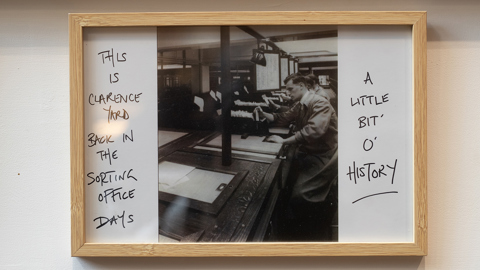 THIS
IS
CLARENCE
YARD
BACK IN
THE
SORTING
OFFICE
DAYS
A
LITTLE
BIT'
O'
HISTORY